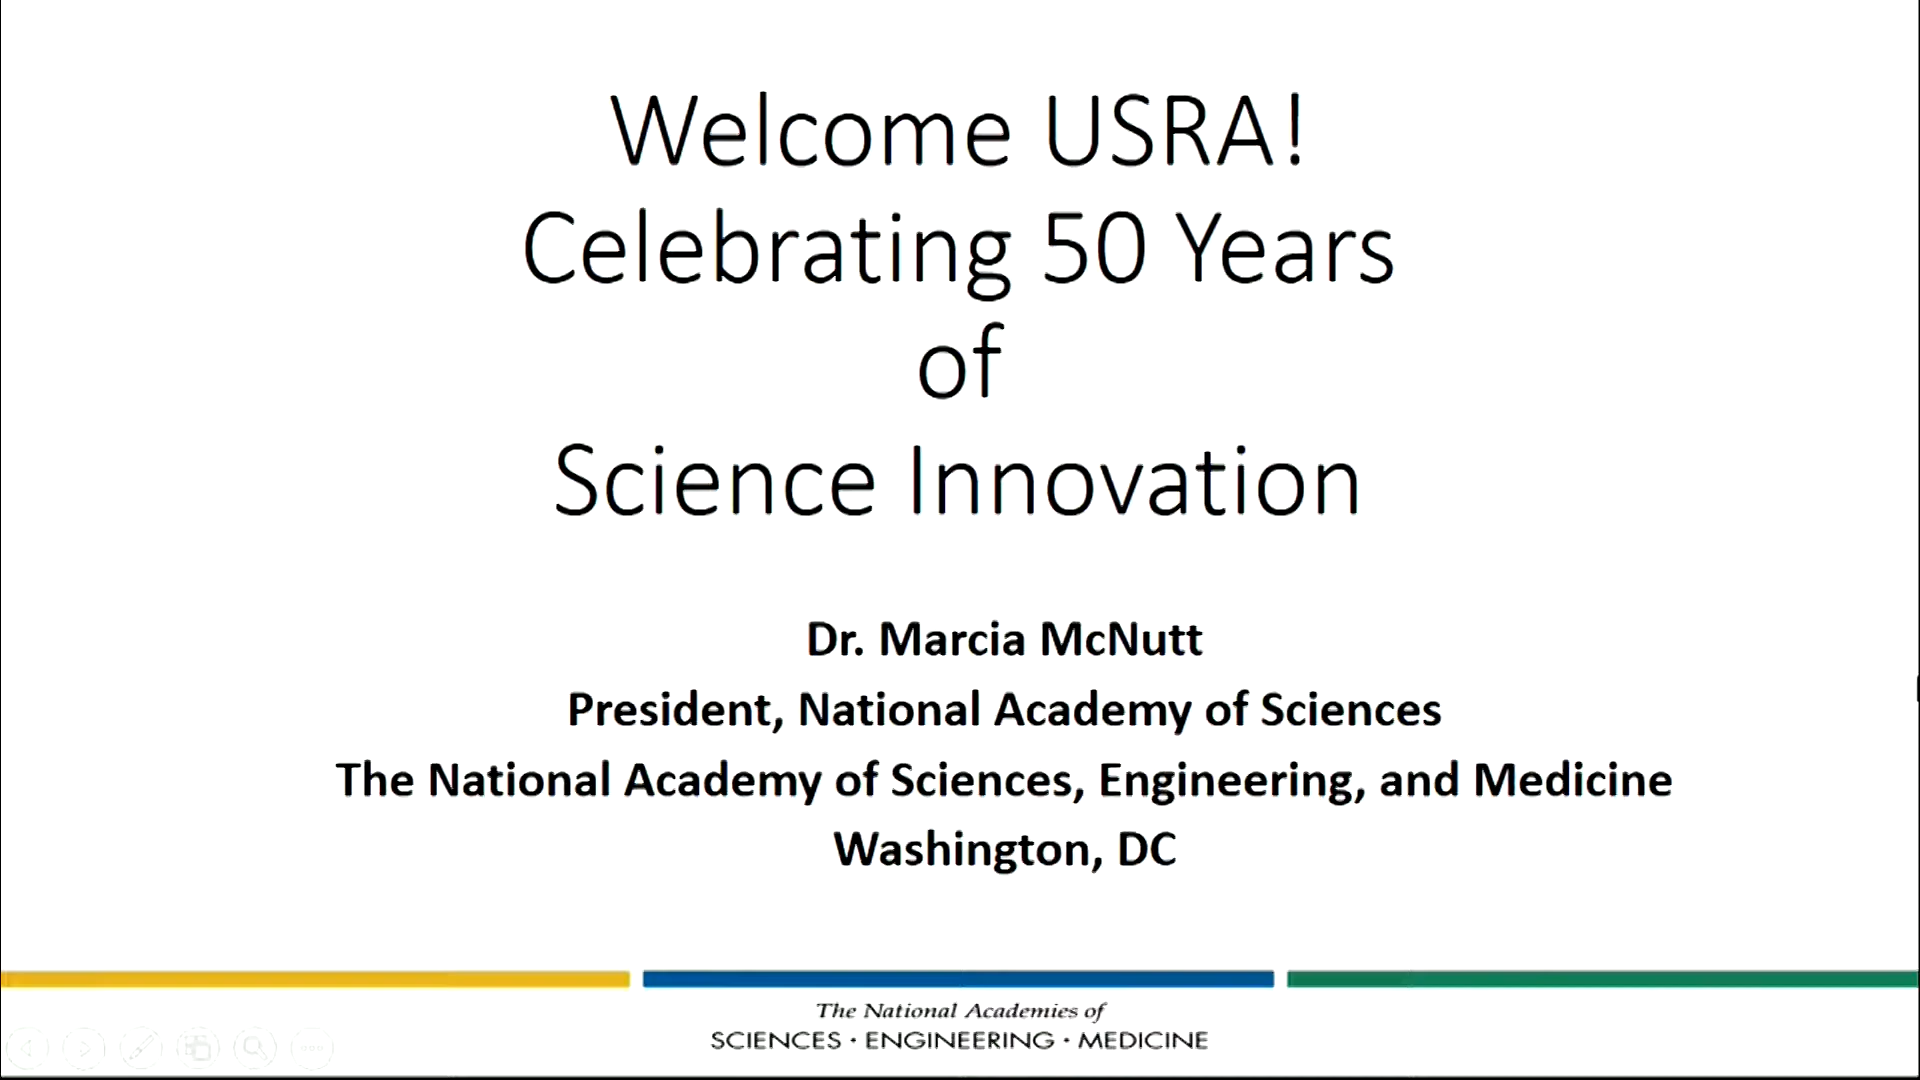 Welcome USRA!
Celebrating 50 Years
of
Science Innovation
Dr. Marcia McNutt
President, National Academy of Sciences
The National Academy of Sciences, Engineering, and Medicine
Washington, DC
The National Academies of
SCIENCES · ENGINEERING · MEDICINE